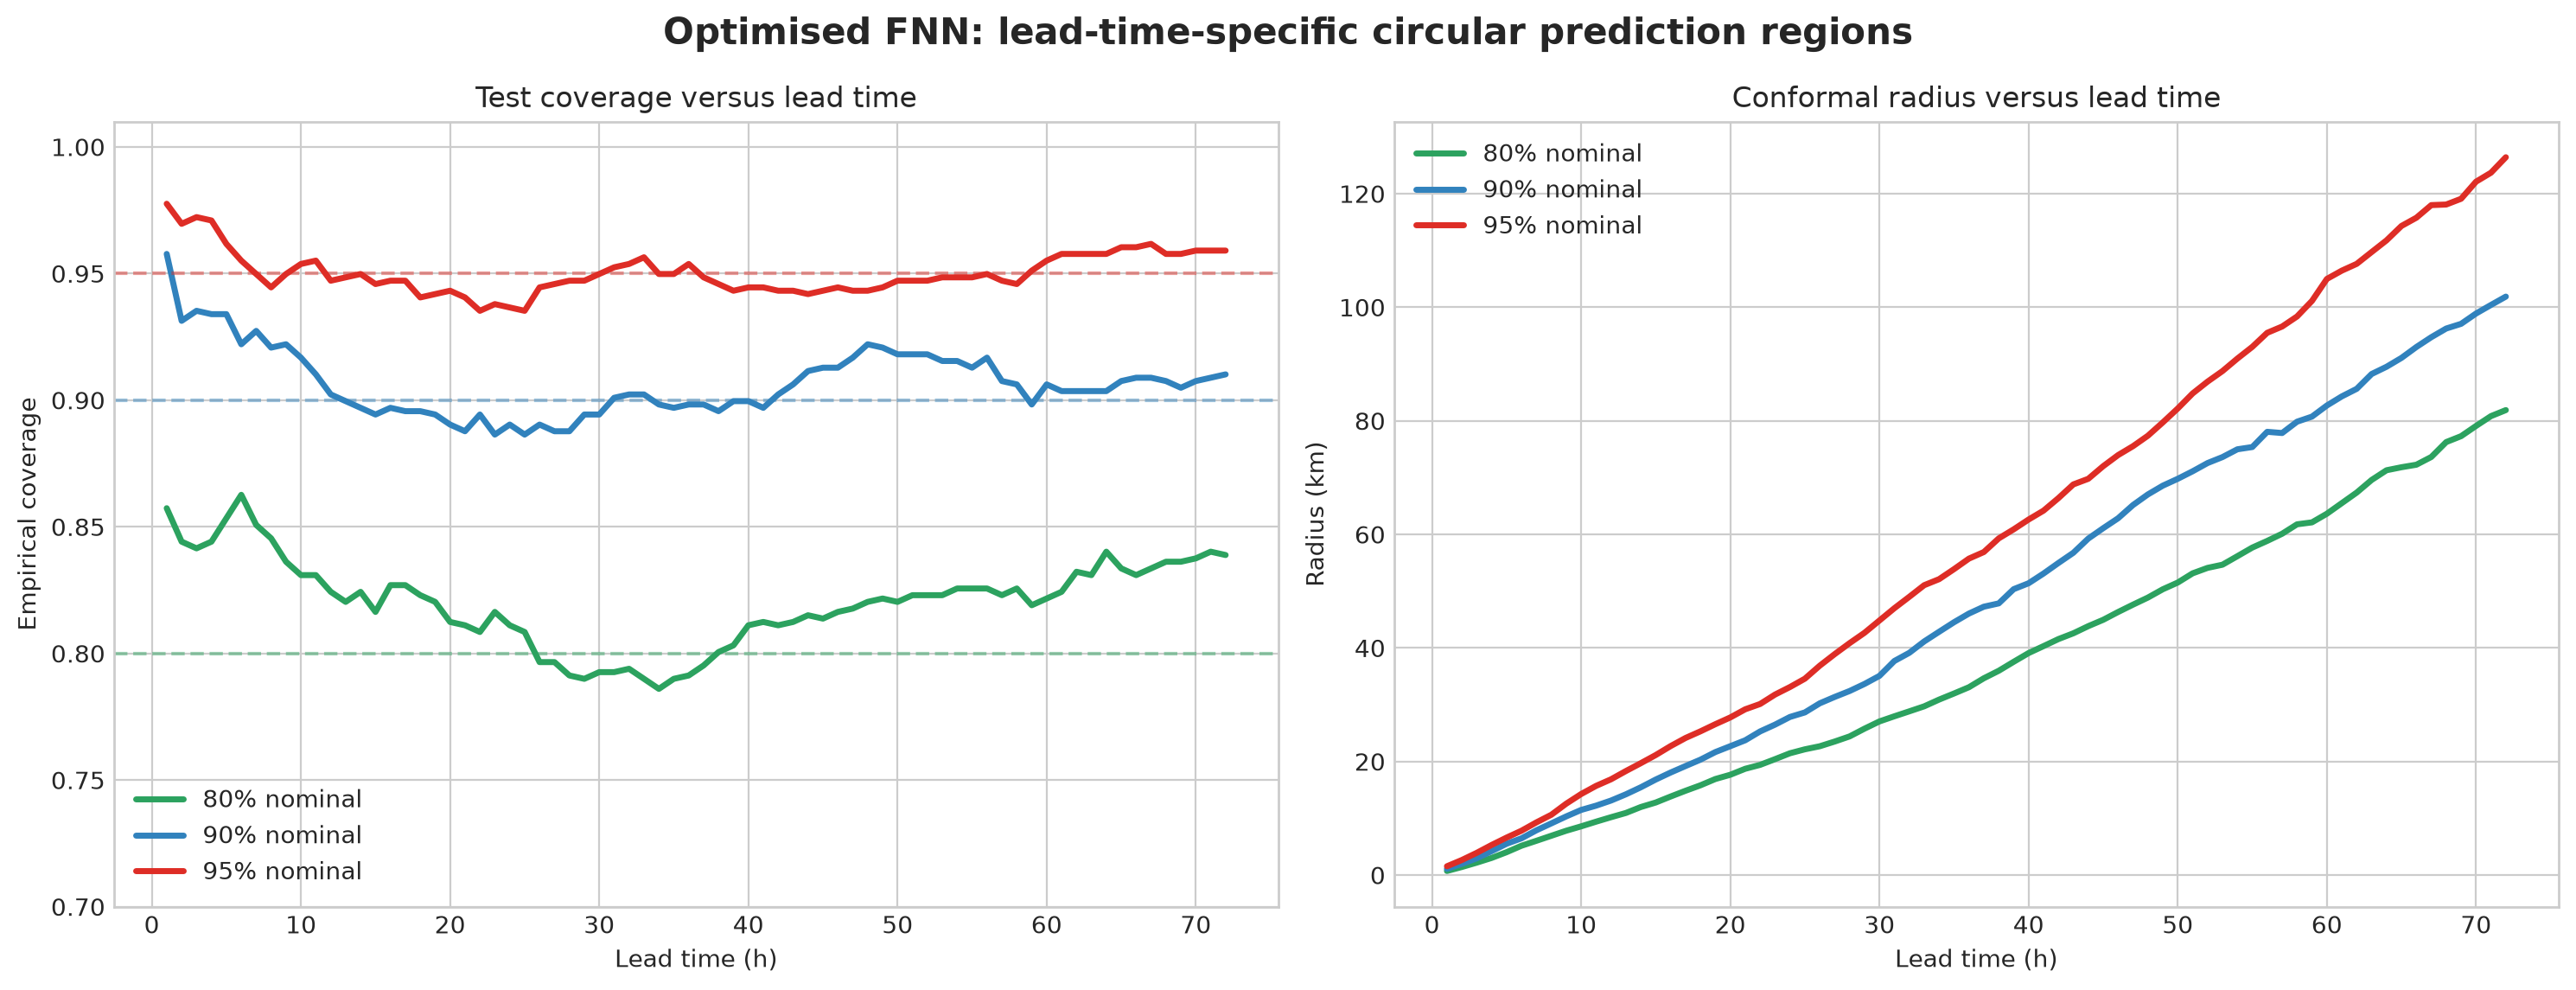 Optimised FNN: lead-time-specific circular prediction regions
Test coverage versus lead time
Empirical coverage
1.00
0.95
0.90
0.85
0.80
0.75
0.70
80% nominal
90% nominal
95% nominal
0 10 20 30 40 50 60 70
Lead time (h)
Conformal radius versus lead time
Radius (km)
120
100
80
60
40
20
0
80% nominal
90% nominal
95% nominal
0 10 20 30 40 50 60 70
Lead time (h)